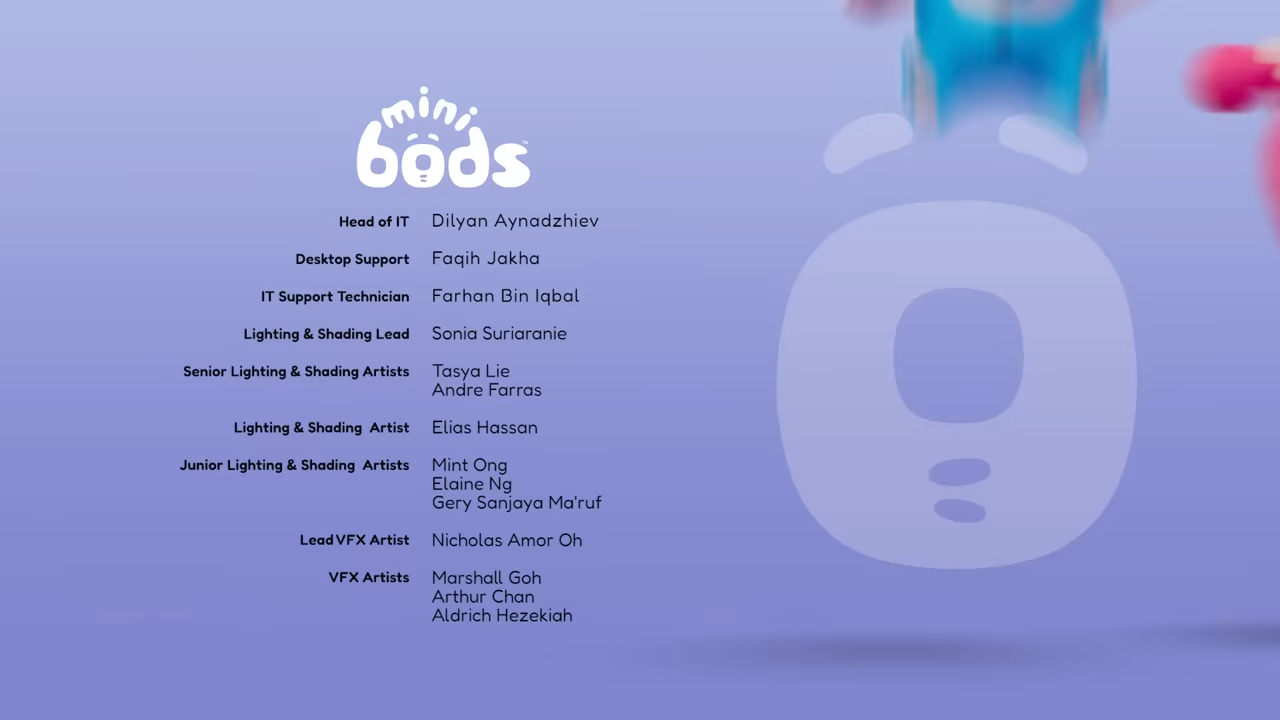 mini
bods™
Head of IT Dilyan Aynadzhiev
Desktop Support Faqih Jakha
IT Support Technician Farhan Bin Iqbal
Lighting & Shading Lead Sonia Suriaranie
Senior Lighting & Shading Artists Tasya Lie
Andre Farras
Lighting & Shading Artist Elias Hassan
Junior Lighting & Shading Artists Mint Ong
Elaine Ng
Gery Sanjaya Ma'ruf
Lead VFX Artist Nicholas Amor Oh
VFX Artists Marshall Goh
Arthur Chan
Aldrich Hezekiah